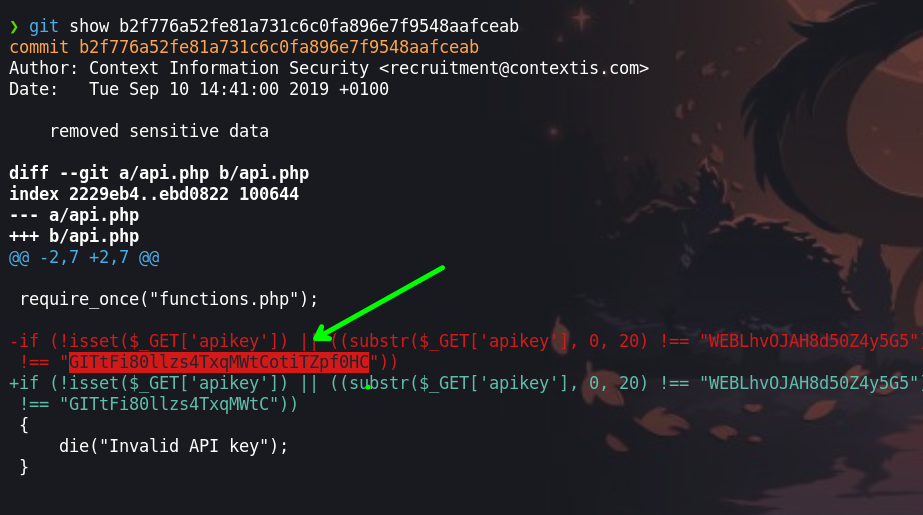 ❯ git show b2f776a52fe81a731c6c0fa896e7f9548aafceab
commit b2f776a52fe81a731c6c0fa896e7f9548aafceab
Author: Context Information Security <recruitment@contextis.com>
Date:   Tue Sep 10 14:41:00 2019 +0100
    removed sensitive data
diff --git a/api.php b/api.php
index 2229eb4..ebd0822 100644
--- a/api.php
+++ b/api.php
@@ -2,7 +2,7 @@
 require_once("functions.php");
-if (!isset($_GET['apikey']) || ((substr($_GET['apikey'], 0, 20) !== "WEBLhvOJAH8d50Z4y5G5"
 !== "GITtFi80llzs4TxqMWtCotiTZpf0HC"))
+if (!isset($_GET['apikey']) || ((substr($_GET['apikey'], 0, 20) !== "WEBLhvOJAH8d50Z4y5G5"
 !== "GITtFi80llzs4TxqMWtC"))
 {
     die("Invalid API key");
 }